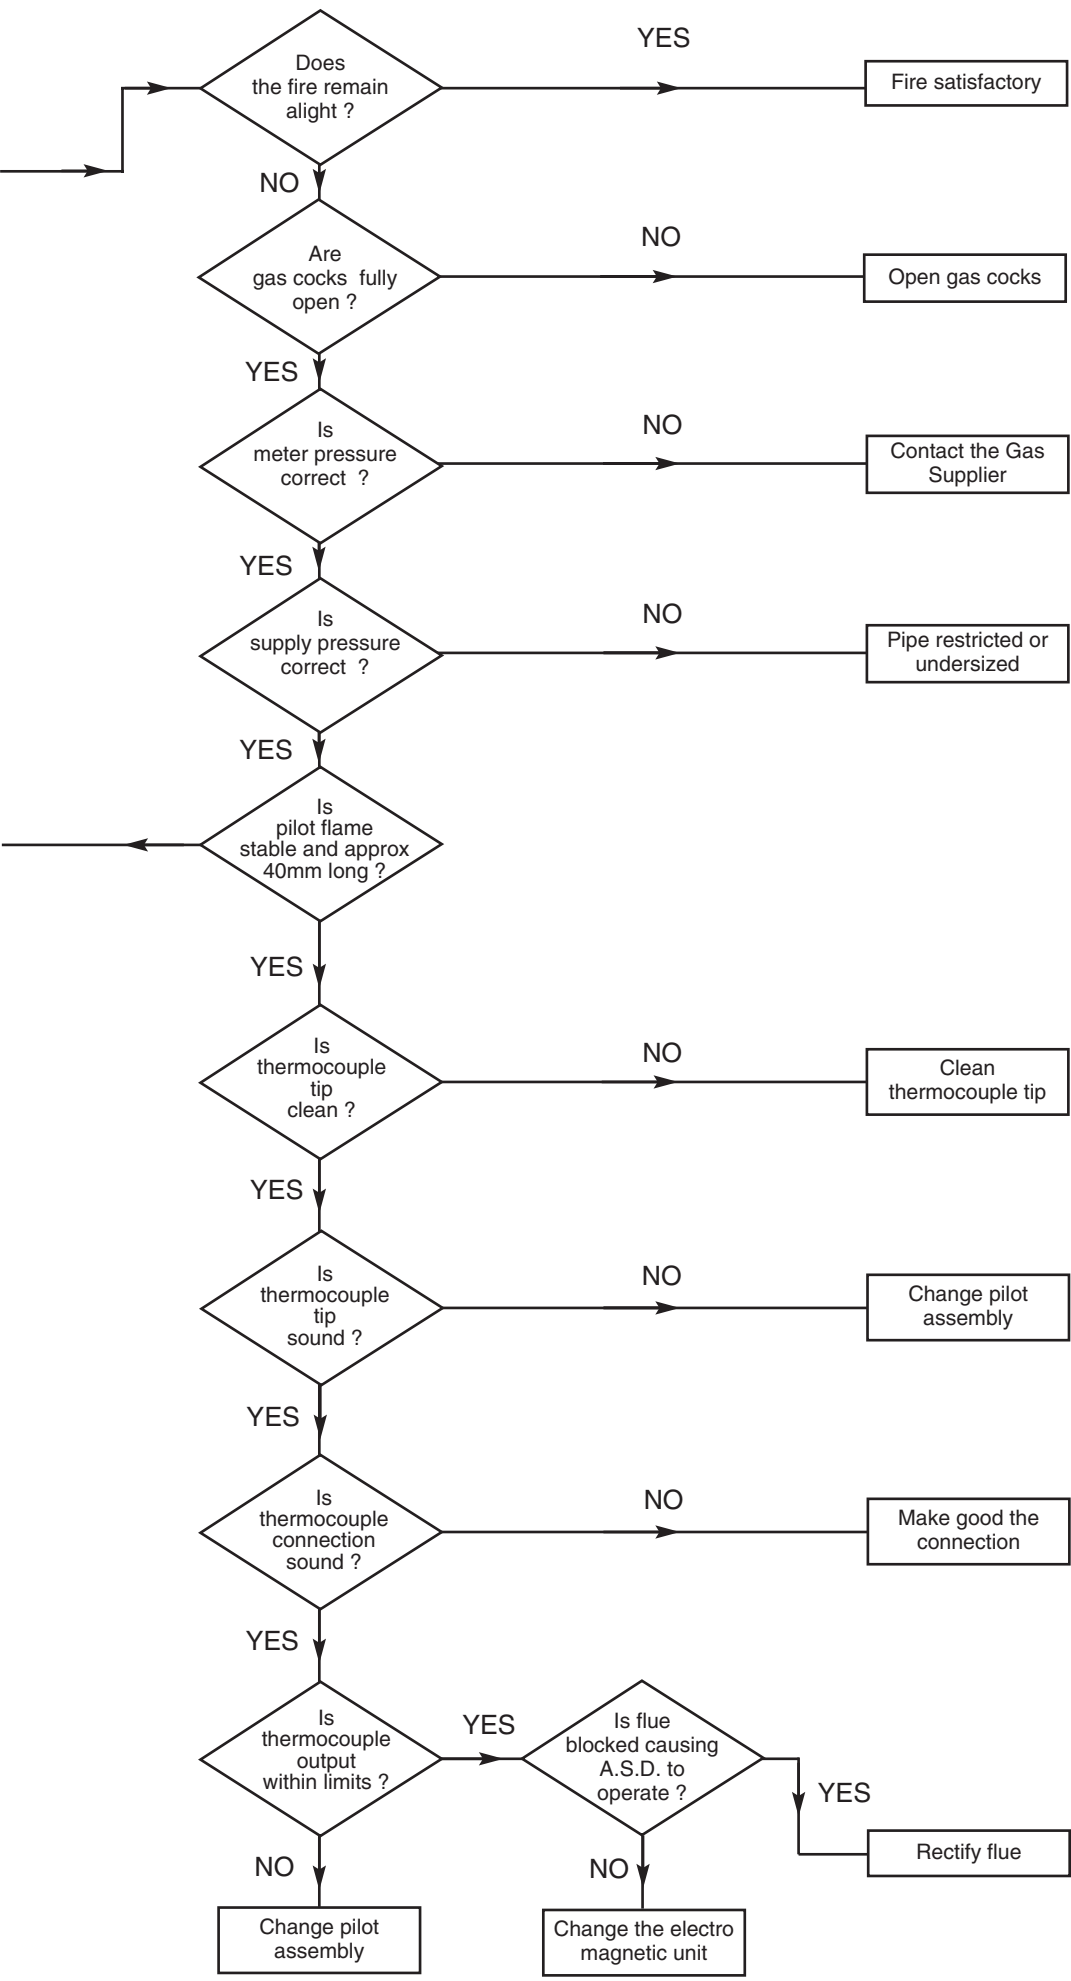 Does
the fire remain
alight ?
YES
Fire satisfactory
NO
Are
gas cocks fully
open ?
NO
Open gas cocks
YES
Is
meter pressure
correct ?
NO
Contact the Gas
Supplier
YES
Is
supply pressure
correct ?
NO
Pipe restricted or
undersized
YES
Is
pilot flame
stable and approx
40mm long ?
YES
Is
thermocouple
tip
clean ?
NO
Clean
thermocouple tip
YES
Is
thermocouple
tip
sound ?
NO
Change pilot
assembly
YES
Is
thermocouple
connection
sound ?
NO
Make good the
connection
YES
Is
thermocouple
output
within limits ?
YES
Is flue
blocked causing
A.S.D. to
operate ?
YES
Rectify flue
NO
Change pilot
assembly
NO
Change the electro
magnetic unit